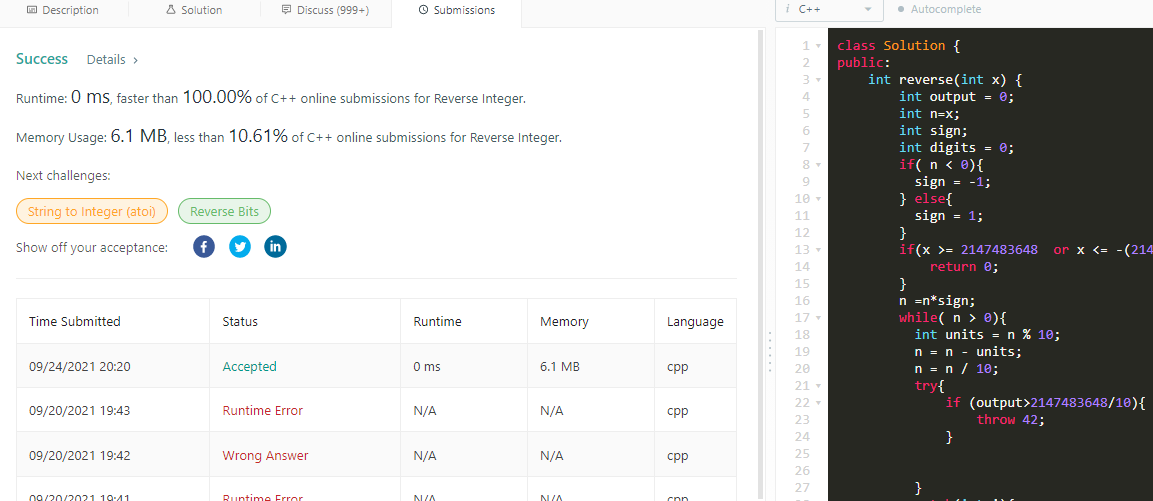 Description
Solution
Discuss (999+)
Submissions
i C++
Autocomplete
Success
Details >
Runtime: 0 ms, faster than 100.00% of C++ online submissions for Reverse Integer.
Memory Usage: 6.1 MB, less than 10.61% of C++ online submissions for Reverse Integer.
Next challenges:
String to Integer (atoi)
Reverse Bits
Show off your acceptance:
Time Submitted Status Runtime Memory Language
09/24/2021 20:20 Accepted 0 ms 6.1 MB cpp
09/20/2021 19:43 Runtime Error N/A N/A cpp
09/20/2021 19:42 Wrong Answer N/A N/A cpp
09/20/2021 19:41 Runtime Error N/A N/A cpp
1 class Solution {
2 public:
3 int reverse(int x) {
4 int output = 0;
5 int n=x;
6 int sign;
7 int digits = 0;
8 if( n < 0){
9 sign = -1;
10 } else{
11 sign = 1;
12 }
13 if(x >= 2147483648 or x <= -(214
14 return 0;
15 }
16 n =n*sign;
17 while( n > 0){
18 int units = n % 10;
19 n = n - units;
20 n = n / 10;
21 try{
22 if (output>2147483648/10){
23 throw 42;
24 }
25
26
27 }